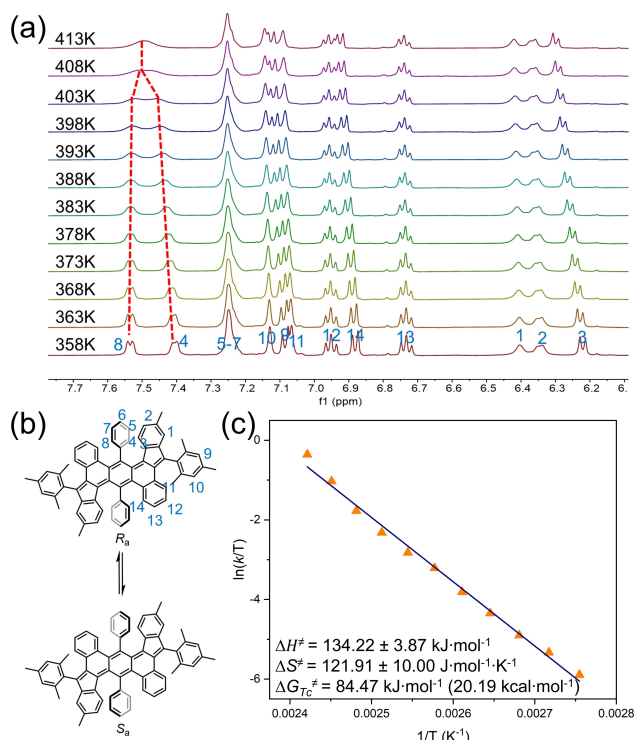 (a)
413K
408K
403K
398K
393K
388K
383K
378K
373K
368K
363K
358K
8 4 5-7 10 9 11 12 14 13 1 2 3
7.7 7.6 7.5 7.4 7.3 7.2 7.1 7.0 6.9 6.8 6.7 6.6 6.5 6.4 6.3 6.2 6.
f1 (ppm)
(b)
6 2
7 5 1
8 4 3 9
11 10
14 12
13
Rₐ
Sₐ
(c)
ln(k/T)
0
-2
-4
-6
ΔH≠ = 134.22 ± 3.87 kJ·mol⁻¹
ΔS≠ = 121.91 ± 10.00 J·mol⁻¹·K⁻¹
ΔG_Tc≠ = 84.47 kJ·mol⁻¹ (20.19 kcal·mol⁻¹)
0.0024 0.0025 0.0026 0.0027 0.0028
1/T (K⁻¹)